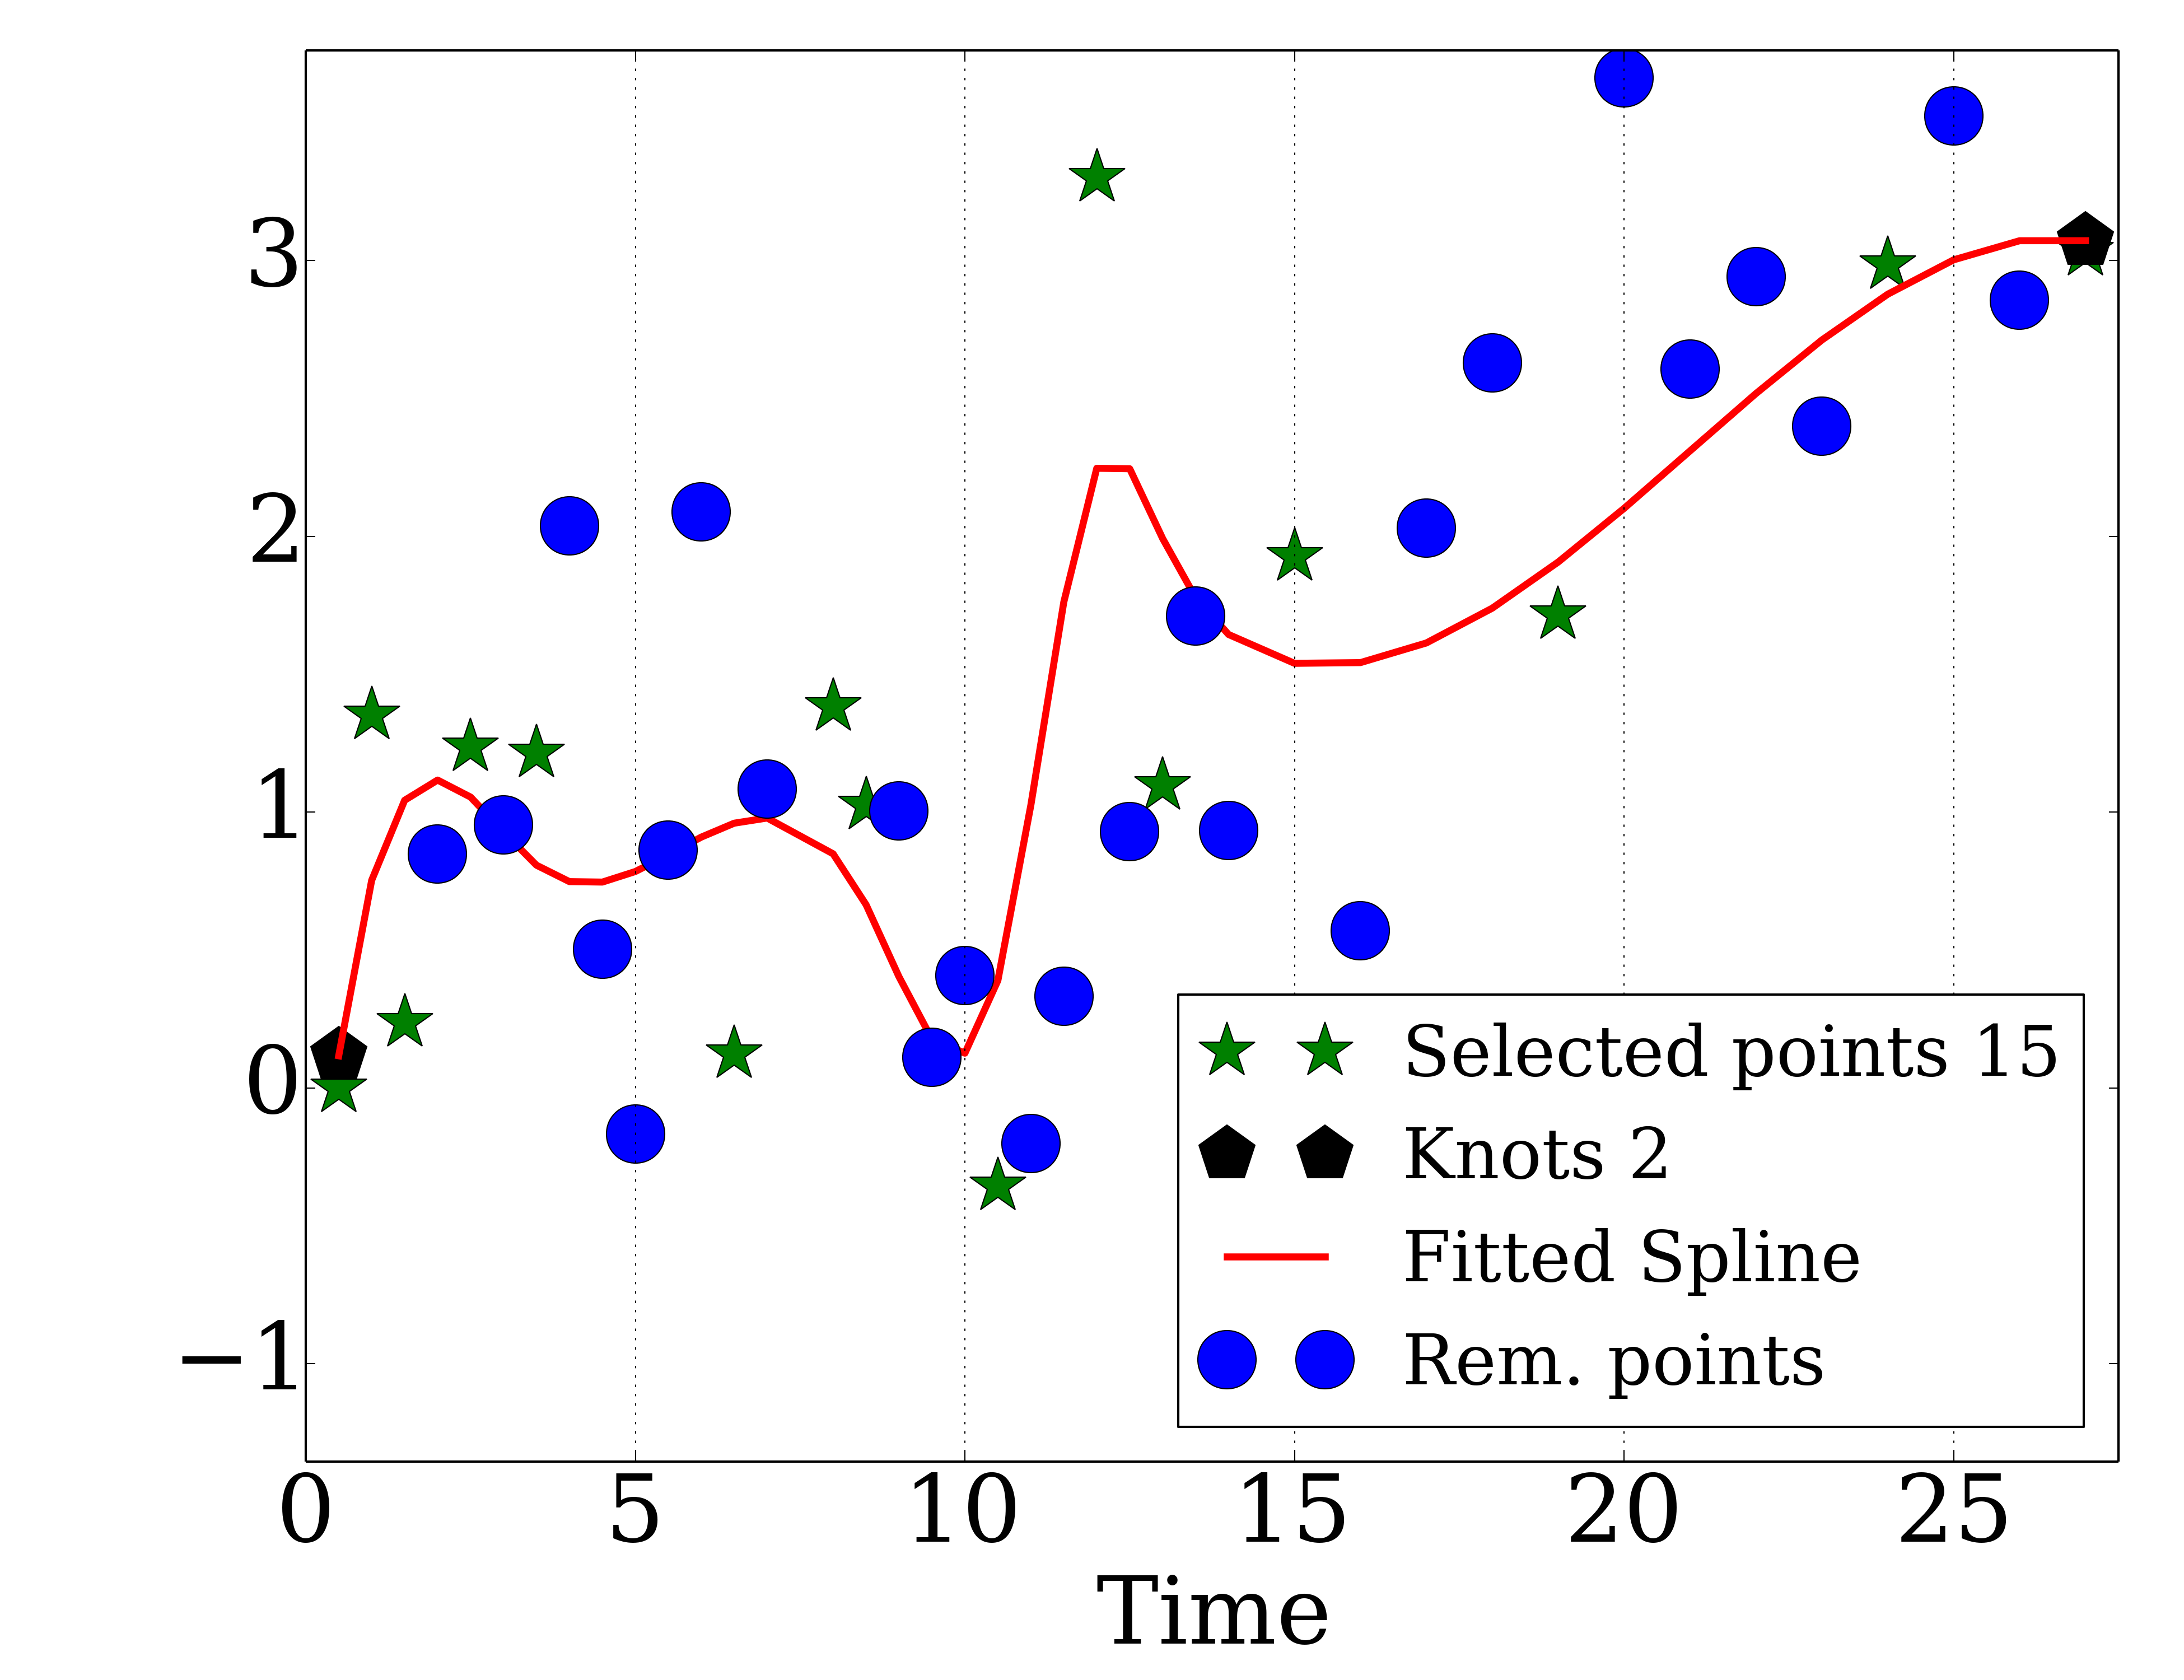 3
2
1
0
−1
Selected points 15
Knots 2
Fitted Spline
Rem. points
0 5 10 15 20 25
Time